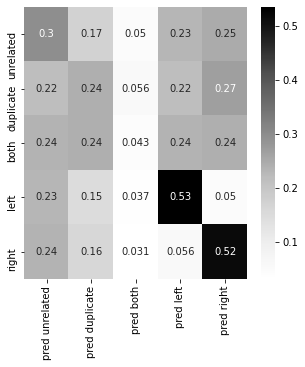 unrelated 0.3 0.17 0.05 0.23 0.25
duplicate 0.22 0.24 0.056 0.22 0.27
both 0.24 0.24 0.043 0.24 0.24
left 0.23 0.15 0.037 0.53 0.05
right 0.24 0.16 0.031 0.056 0.52
pred unrelated
pred duplicate
pred both
pred left
pred right
0.5
0.4
0.3
0.2
0.1